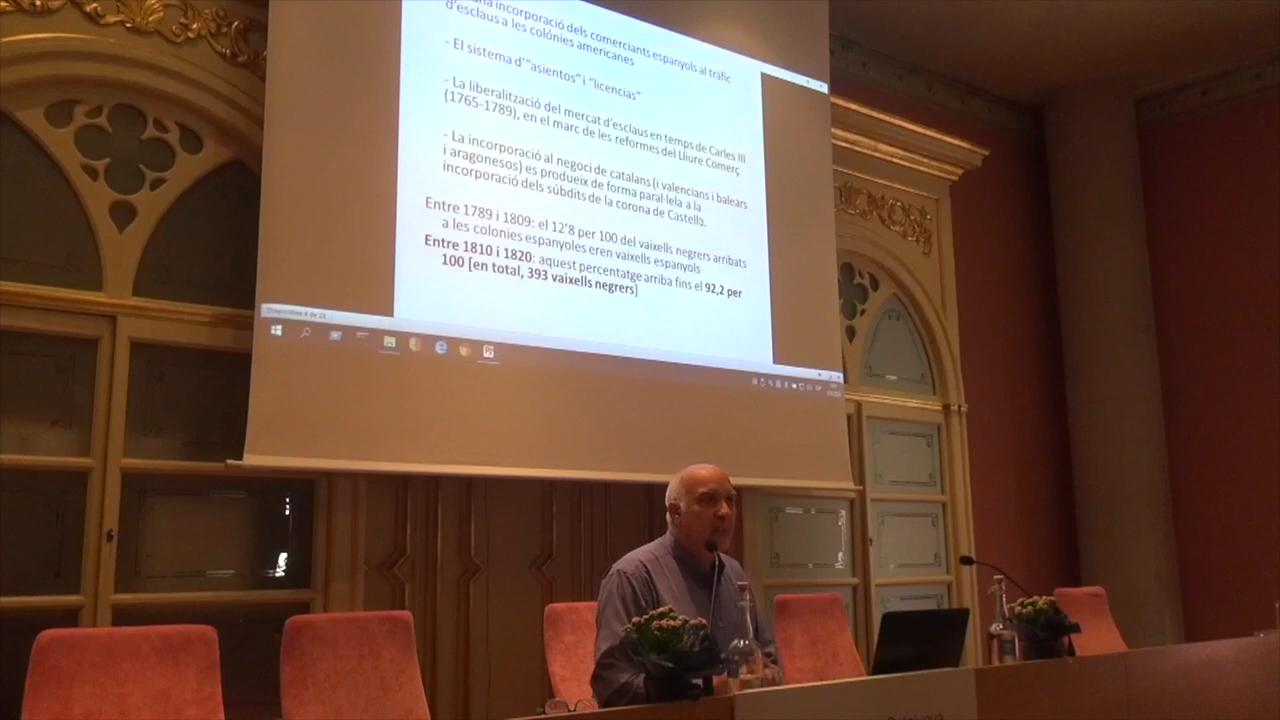 incorporació dels comerciants espanyols al tràfic
d'esclaus a les colónies americanes
- El sistema d'"asientos" i "licencias"
- La liberalització del mercat d'esclaus en temps de Carles III
(1765-1789), en el marc de les reformes del Lliure Comerç
- La incorporació al negoci de catalans (i valencians i balears
i aragonesos) es produeix de forma paral·lela a la
incorporació dels súbdits de la corona de Castella.
Entre 1789 i 1809: el 12'8 per 100 del vaixells negrers arribats
a les colonies espanyoles eren vaixells espanyols
Entre 1810 i 1820: aquest percentatge arriba fins el 92,2 per
100 [en total, 393 vaixells negrers]